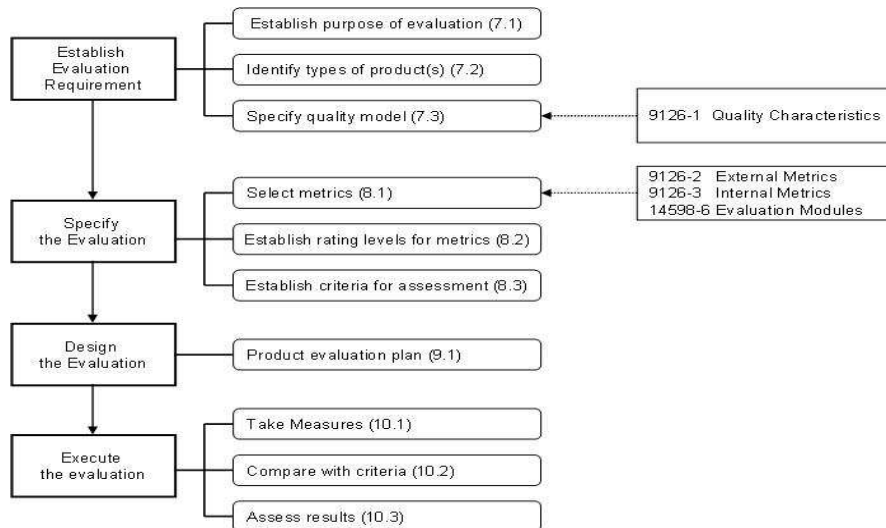 Establish
Evaluation
Requirement
Establish purpose of evaluation (7.1)
Identify types of product(s) (7.2)
Specify quality model (7.3)
9126-1 Quality Characteristics
Specify
the Evaluation
Select metrics (8.1)
Establish rating levels for metrics (8.2)
Establish criteria for assessment (8.3)
9126-2 External Metrics
9126-3 Internal Metrics
14598-6 Evaluation Modules
Design
the Evaluation
Product evaluation plan (9.1)
Execute
the evaluation
Take Measures (10.1)
Compare with criteria (10.2)
Assess results (10.3)